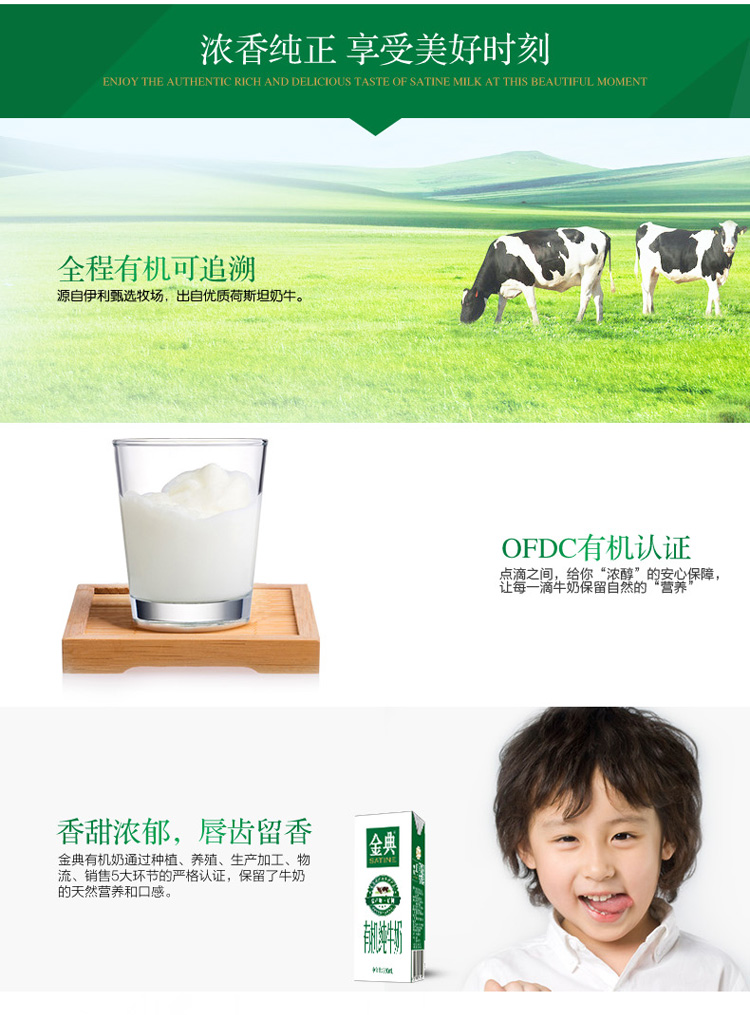 浓香纯正 享受美好时刻
ENJOY THE AUTHENTIC RICH AND DELICIOUS TASTE OF SATINE MILK AT THIS BEAUTIFUL MOMENT
全程有机可追溯
源自伊利甄选牧场，出自优质荷斯坦奶牛。
OFDC有机认证
点滴之间，给你“浓醇”的安心保障，
让每一滴牛奶保留自然的“营养”
香甜浓郁，唇齿留香
金典有机奶通过种植、养殖、生产加工、物
流、销售5大环节的严格认证，保留了牛奶
的天然营养和口感。
金典
SATINE
有机纯牛奶